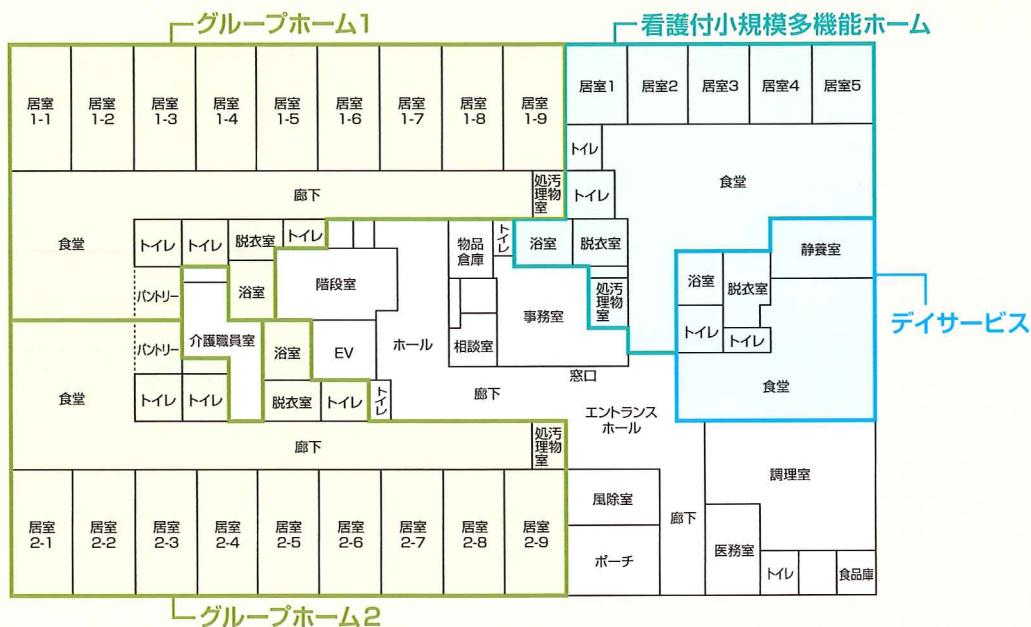 グループホーム1
看護付小規模多機能ホーム
居室
1-1
居室
1-2
居室
1-3
居室
1-4
居室
1-5
居室
1-6
居室
1-7
居室
1-8
居室
1-9
居室1
居室2
居室3
居室4
居室5
トイレ
食堂
廊下
汚物
処理室
トイレ
食堂
トイレ
トイレ
脱衣室
トイレ
物品
倉庫
トイレ
浴室
脱衣室
静養室
階段室
浴室
脱衣室
パントリー
浴室
汚物
処理室
デイサービス
事務室
トイレ
トイレ
介護職員室
ホール
パントリー
浴室
EV
相談室
窓口
食堂
食堂
トイレ
トイレ
脱衣室
トイレ
トイレ
廊下
エントランス
ホール
廊下
汚物
処理室
調理室
居室
2-1
居室
2-2
居室
2-3
居室
2-4
居室
2-5
居室
2-6
居室
2-7
居室
2-8
居室
2-9
風除室
廊下
医務室
ポーチ
トイレ
食品庫
グループホーム2